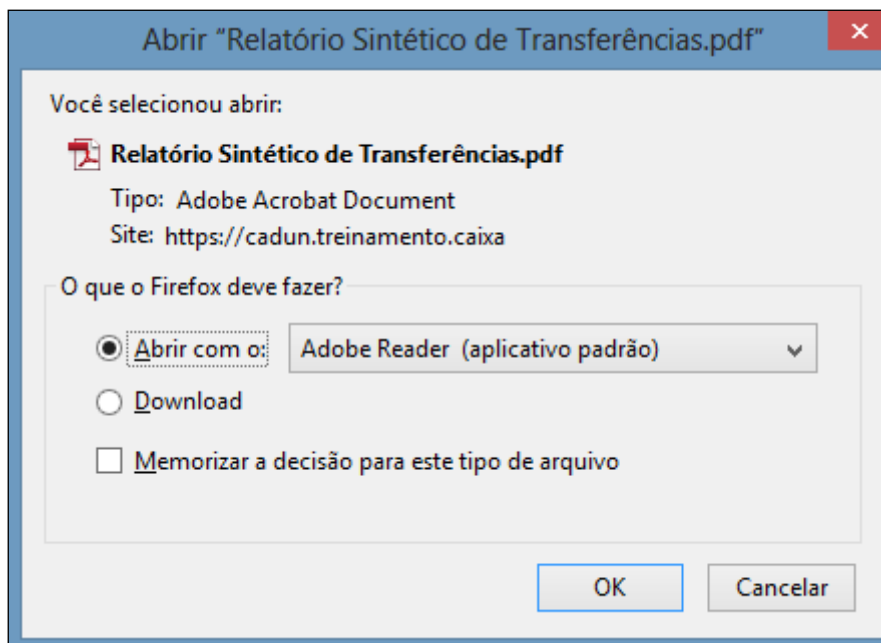 Abrir “Relatório Sintético de Transferências.pdf”
Você selecionou abrir:
Relatório Sintético de Transferências.pdf
Tipo: Adobe Acrobat Document
Site: https://cadun.treinamento.caixa
O que o Firefox deve fazer?
Abrir com o: Adobe Reader (aplicativo padrão)
Download
Memorizar a decisão para este tipo de arquivo
OK Cancelar